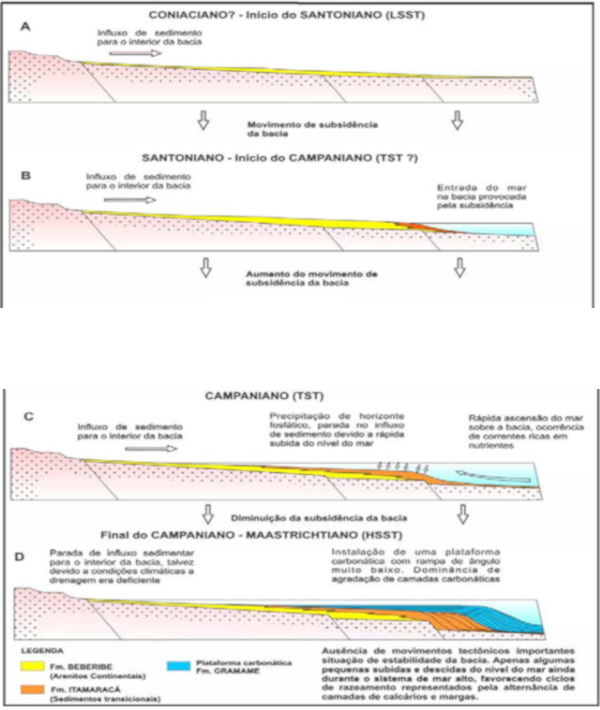 CONIACIANO? - Início do SANTONIANO (LSST)
A
Influxo de sedimento
para o interior da bacia
Movimento de subsidência
da bacia
SANTONIANO - Início do CAMPANIANO (TST ?)
B
Influxo de sedimento
para o interior da bacia
Entrada do mar
na bacia provocada
pela subsidência
Aumento do movimento de
subsidência da bacia
CAMPANIANO (TST)
C
Influxo de sedimento
para o interior da bacia
Precipitação de horizonte
fosfático, parada no influxo
de sedimento devido a rápida
subida do nível do mar
Rápida ascensão do mar
sobre a bacia, ocorrência
de correntes ricas em
nutrientes
Diminuição da subsidência da bacia
Final do CAMPANIANO - MAASTRICHTIANO (HSST)
D
Parada de influxo sedimentar
para o interior da bacia, talvez
devido a condições climáticas a
drenagem era deficiente
Instalação de uma plataforma
carbonática com rampa de ângulo
muito baixo. Dominância de
agradação de camadas carbonáticas
LEGENDA
Fm. BEBERIBE
(Arenitos Continentais)
Fm. ITAMARACÁ
(Sedimentos transicionais)
Plataforma carbonática
Fm. GRAMAME
Ausência de movimentos tectônicos importantes
situação de estabilidade da bacia. Apenas algumas
pequenas subidas e descidas do nível do mar ainda
durante o sistema de mar alto, favorecendo ciclos
de razeamento representados pela alternância de
camadas de calcários e margas.